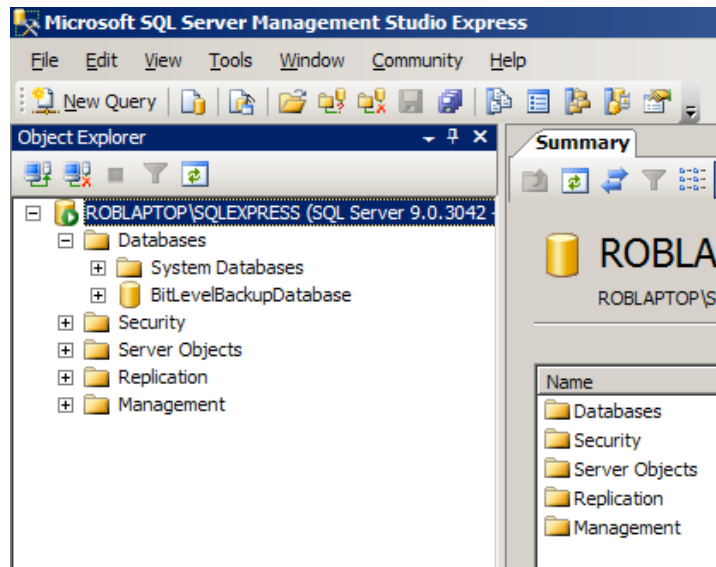 Microsoft SQL Server Management Studio Express
File Edit View Tools Window Community Help
New Query
Object Explorer
Summary
ROBLAPTOP\SQLEXPRESS (SQL Server 9.0.3042 -
Databases
System Databases
BitLevelBackupDatabase
Security
Server Objects
Replication
Management
ROBLA
ROBLAPTOP\S
Name
Databases
Security
Server Objects
Replication
Management